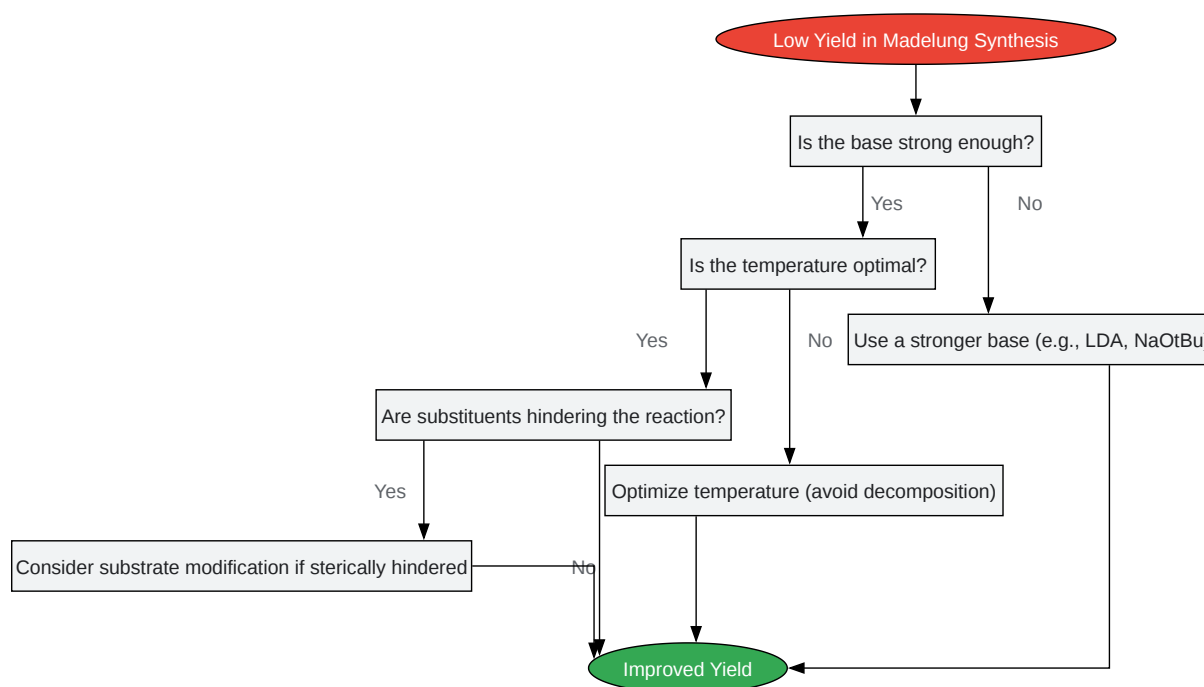 Low Yield in Madelung Synthesis
Is the base strong enough?
Yes
No
Is the temperature optimal?
Use a stronger base (e.g., LDA, NaOtBu)
Yes
No
Are substituents hindering the reaction?
Optimize temperature (avoid decomposition)
Yes
Consider substrate modification if sterically hindered
No
Improved Yield